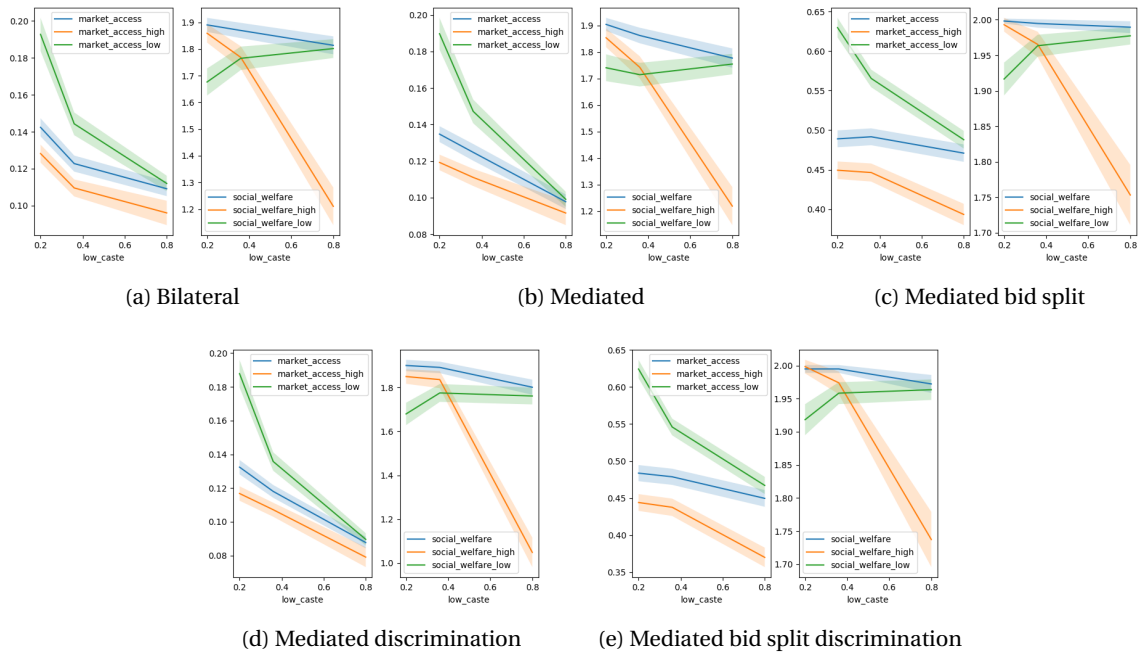 market_access
market_access_high
market_access_low
0.20
0.18
0.16
0.14
0.12
0.10
0.2 0.4 0.6 0.8
low_caste
1.9
1.8
1.7
1.6
1.5
1.4
1.3
1.2
social_welfare
social_welfare_high
social_welfare_low
0.2 0.4 0.6 0.8
low_caste
(a) Bilateral
market_access
market_access_high
market_access_low
0.20
0.18
0.16
0.14
0.12
0.10
0.08
0.2 0.4 0.6 0.8
low_caste
1.9
1.8
1.7
1.6
1.5
1.4
1.3
1.2
social_welfare
social_welfare_high
social_welfare_low
0.2 0.4 0.6 0.8
low_caste
(b) Mediated
market_access
market_access_high
market_access_low
0.65
0.60
0.55
0.50
0.45
0.40
0.2 0.4 0.6 0.8
low_caste
2.00
1.95
1.90
1.85
1.80
1.75
1.70
social_welfare
social_welfare_high
social_welfare_low
0.2 0.4 0.6 0.8
low_caste
(c) Mediated bid split
market_access
market_access_high
market_access_low
0.20
0.18
0.16
0.14
0.12
0.10
0.08
0.2 0.4 0.6 0.8
low_caste
1.8
1.6
1.4
1.2
1.0
social_welfare
social_welfare_high
social_welfare_low
0.2 0.4 0.6 0.8
low_caste
(d) Mediated discrimination
market_access
market_access_high
market_access_low
0.65
0.60
0.55
0.50
0.45
0.40
0.35
0.2 0.4 0.6 0.8
low_caste
2.00
1.95
1.90
1.85
1.80
1.75
1.70
social_welfare
social_welfare_high
social_welfare_low
0.2 0.4 0.6 0.8
low_caste
(e) Mediated bid split discrimination